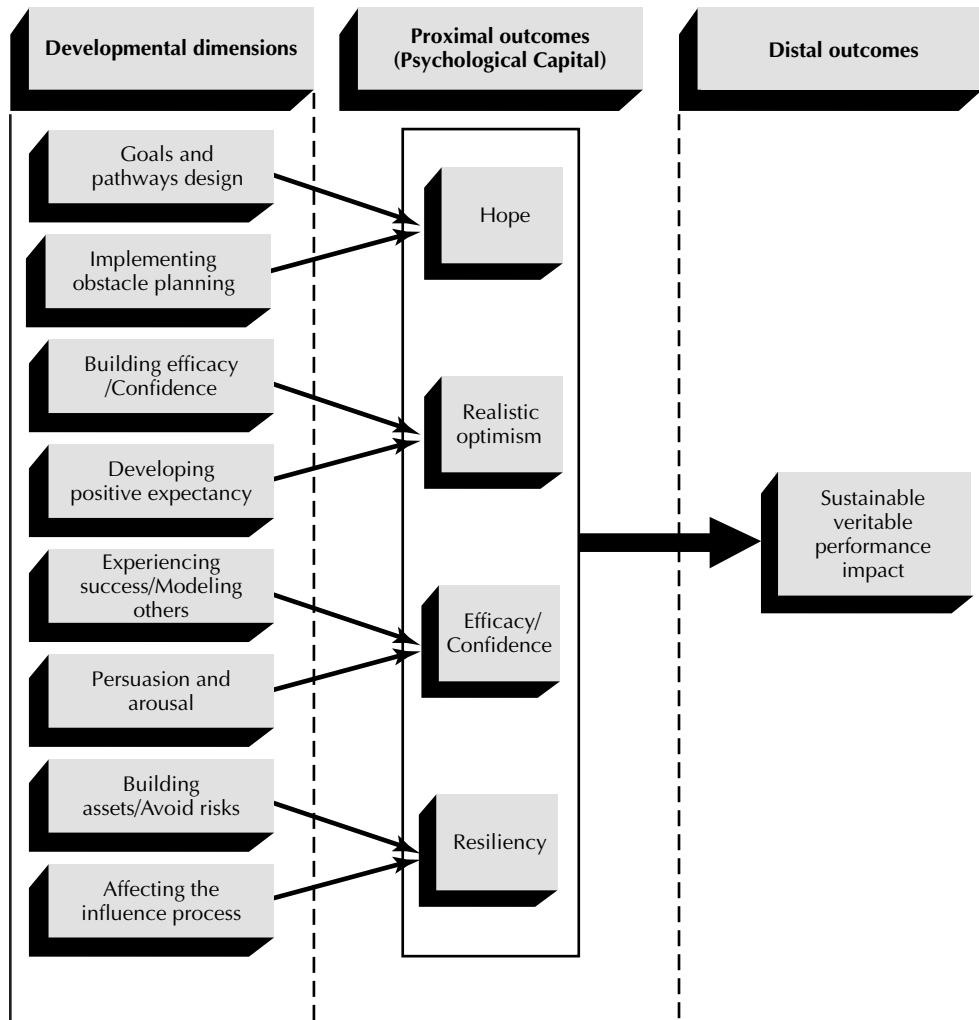 Developmental dimensions
Proximal outcomes
(Psychological Capital)
Distal outcomes
Goals and
pathways design
Implementing
obstacle planning
Building efficacy
/Confidence
Developing
positive expectancy
Experiencing
success/Modeling
others
Persuasion and
arousal
Building
assets/Avoid risks
Affecting the
influence process
Hope
Realistic
optimism
Efficacy/
Confidence
Resiliency
Sustainable
veritable
performance
impact